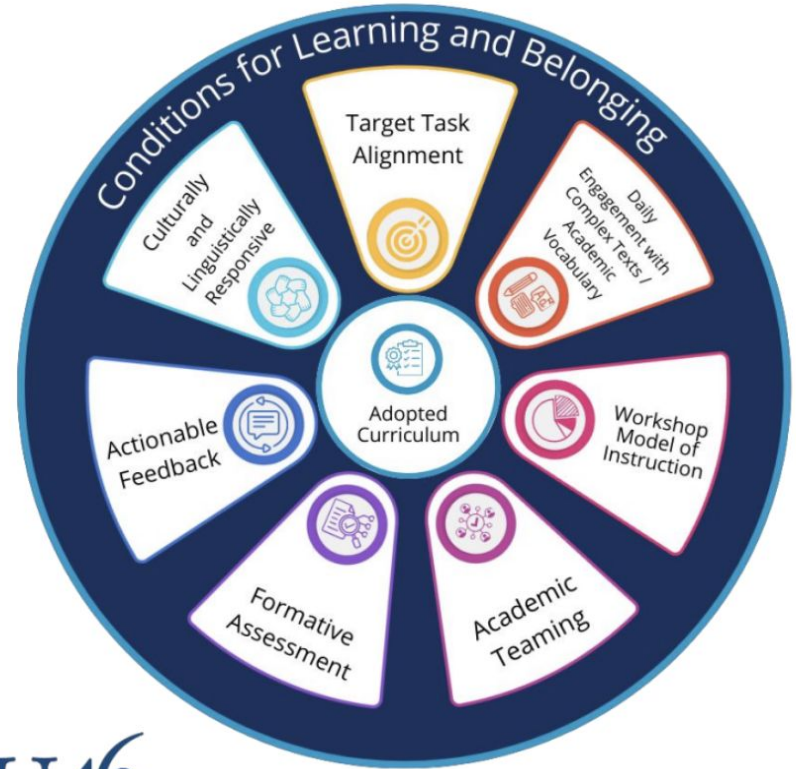 Conditions for Learning and Belonging
Target Task
Alignment
Daily
Engagement with
Complex Texts /
Academic
Vocabulary
Workshop
Model of
Instruction
Academic
Teaming
Formative
Assessment
Actionable
Feedback
Culturally
and
Linguistically
Responsive
Adopted
Curriculum